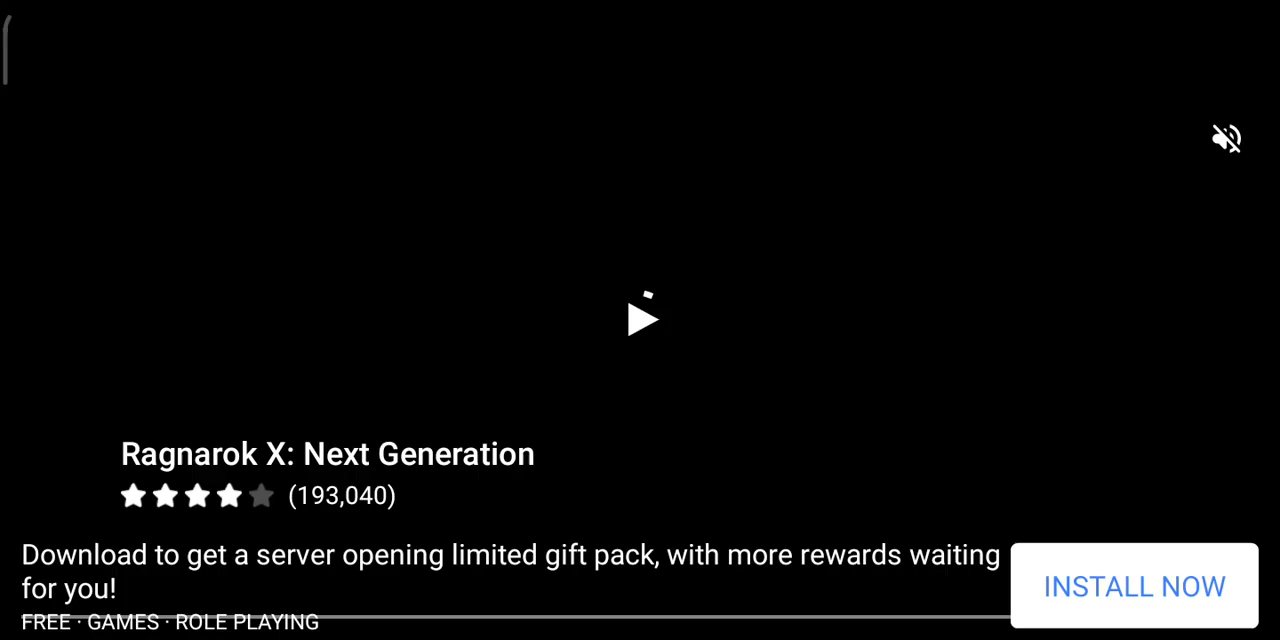 Ragnarok X: Next Generation
(193,040)
Download to get a server opening limited gift pack, with more rewards waiting
for you!
INSTALL NOW
FREE · GAMES · ROLE PLAYING